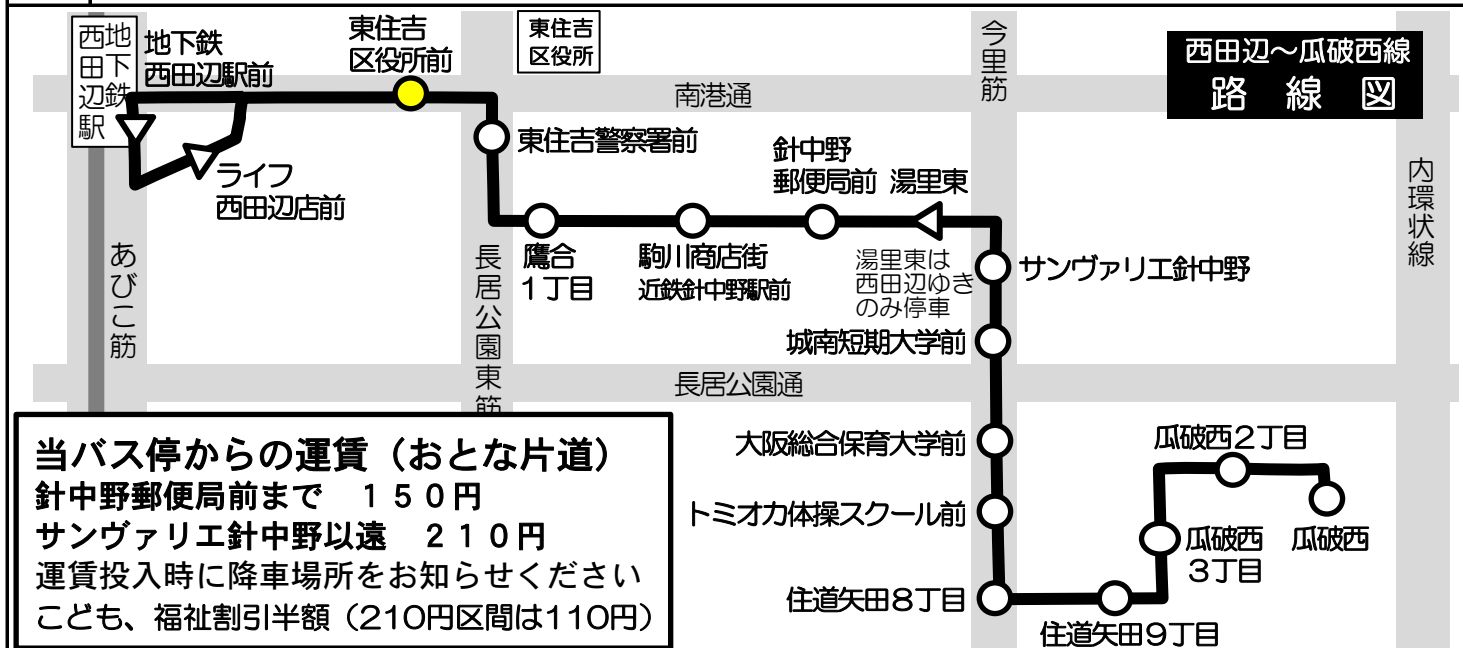 西田辺～瓜破西線
路線図
地下鉄
西田辺駅
地下鉄
西田辺駅前
東住吉
区役所前
東住吉
区役所
南港通
今里筋
内環状線
東住吉警察署前
ライフ
西田辺店前
あびこ筋
長居公園東筋
鷹合
1丁目
駒川商店街
近鉄針中野駅前
針中野
郵便局前
湯里東
湯里東は
西田辺ゆき
のみ停車
サンヴァリエ針中野
城南短期大学前
長居公園通
大阪総合保育大学前
トミオカ体操スクール前
住道矢田8丁目
住道矢田9丁目
瓜破西
3丁目
瓜破西2丁目
瓜破西
当バス停からの運賃（おとな片道）
針中野郵便局前まで　１５０円
サンヴァリエ針中野以遠　２１０円
運賃投入時に降車場所をお知らせください
こども、福祉割引半額（210円区間は110円）